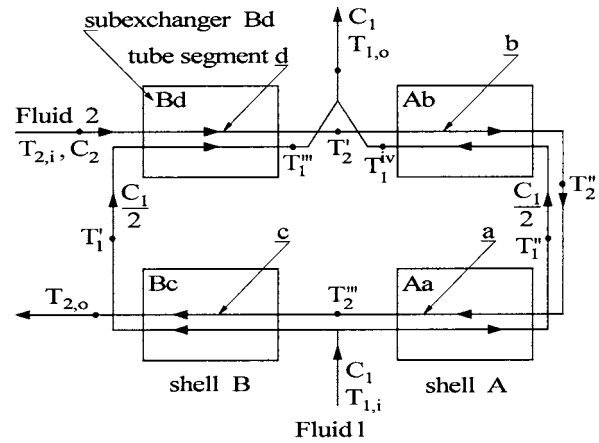 subexchanger Bd
tube segment d
C₁
T₁,ₒ
b
Bd
Ab
Fluid 2
T₂,ᵢ , C₂
T₁'''
T₂'
T₁ⁱᵛ
T₂''
C₁/2
C₁/2
T₁'
c
a
T₁''
Bc
T₂'''
Aa
T₂,ₒ
C₁
T₁,ᵢ
shell B
shell A
Fluid 1